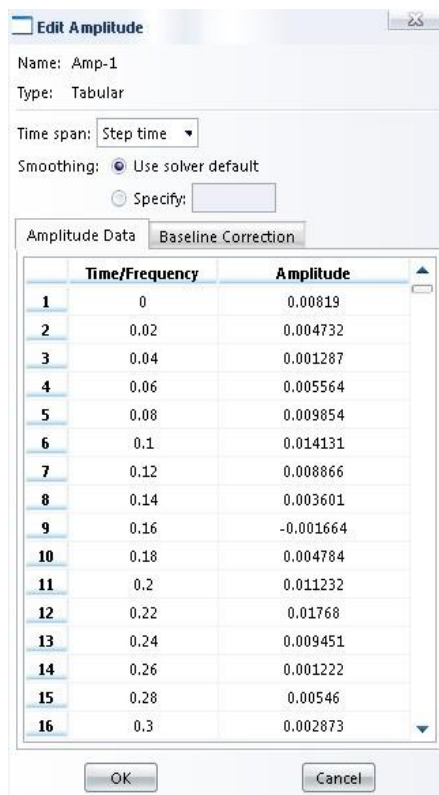 Edit Amplitude
Name: Amp-1
Type: Tabular
Time span: Step time
Smoothing: Use solver default
Specify:
Amplitude Data Baseline Correction
Time/Frequency Amplitude
1 0 0.00819
2 0.02 0.004732
3 0.04 0.001287
4 0.06 0.005564
5 0.08 0.009854
6 0.1 0.014131
7 0.12 0.008866
8 0.14 0.003601
9 0.16 -0.001664
10 0.18 0.004784
11 0.2 0.011232
12 0.22 0.01768
13 0.24 0.009451
14 0.26 0.001222
15 0.28 0.00546
16 0.3 0.002873
OK Cancel